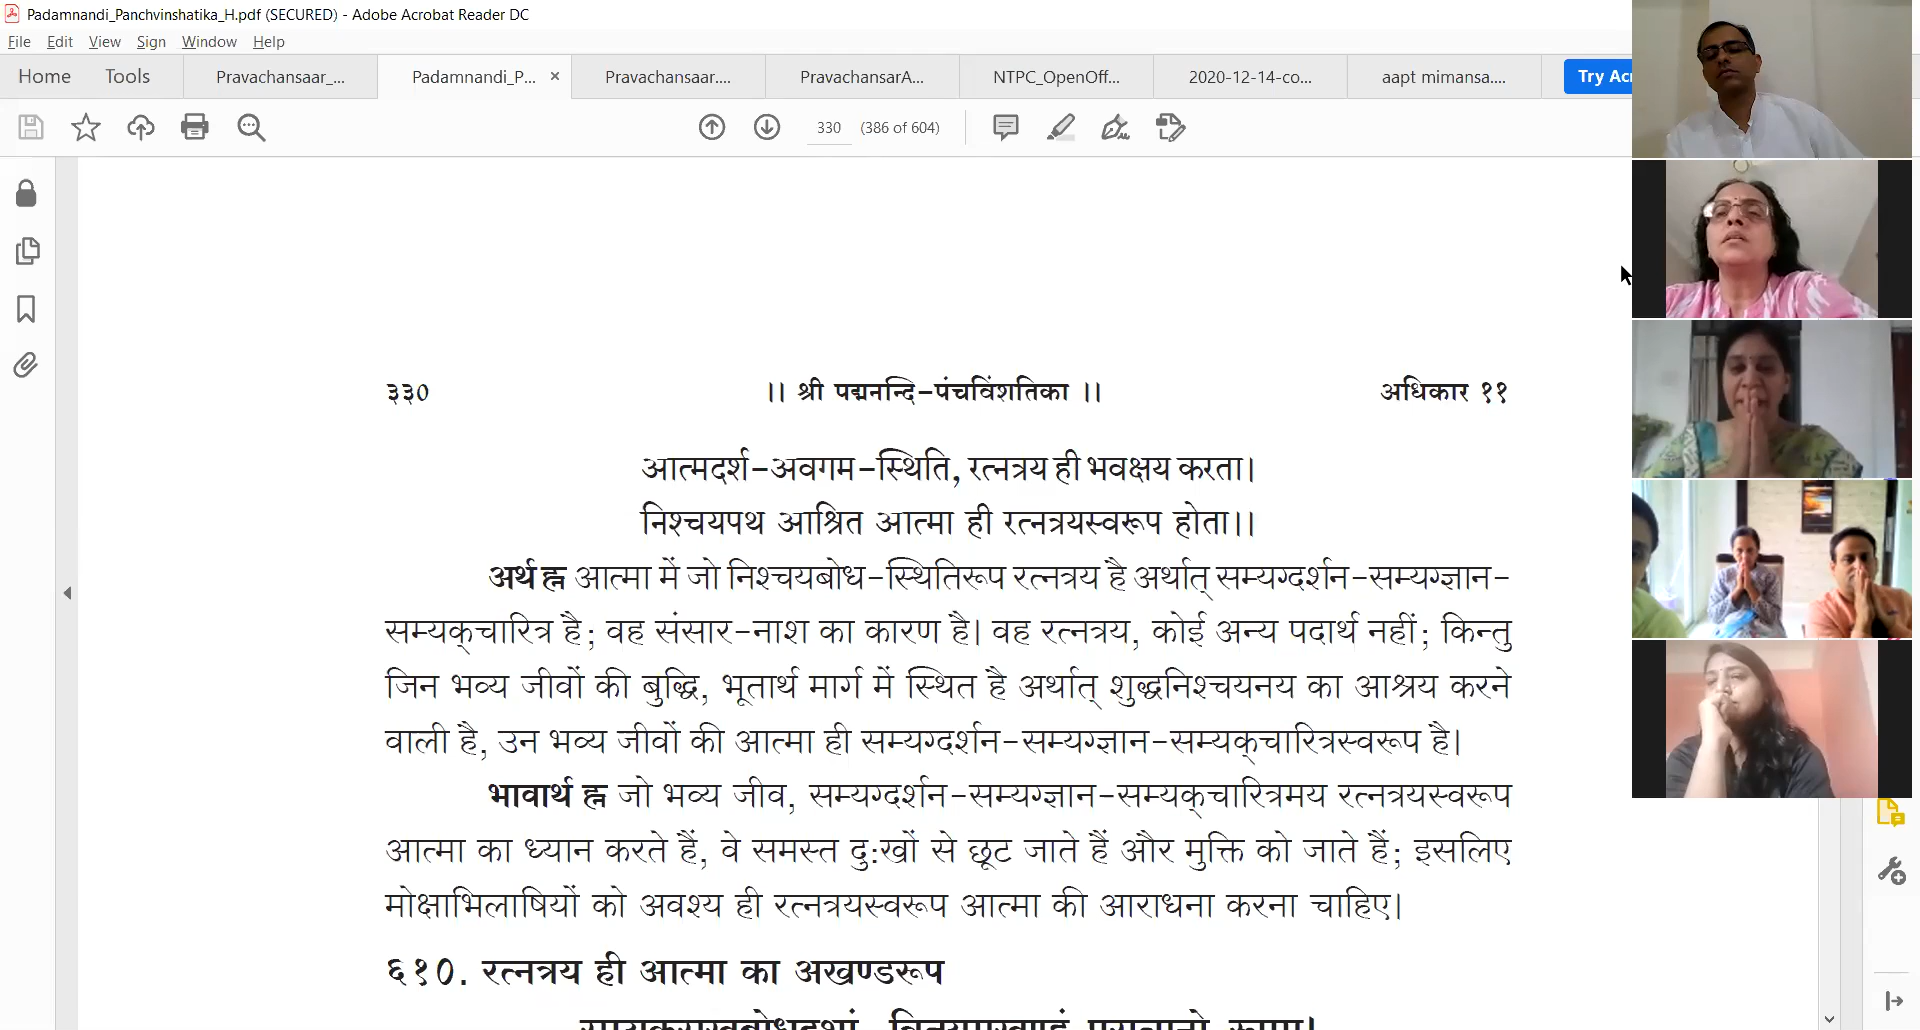 Padamnandi_Panchvinshatika_H.pdf (SECURED) - Adobe Acrobat Reader DC
File Edit View Sign Window Help
Home Tools Pravachansaar_... Padamnandi_P... × Pravachansaar.... PravachansarA... NTPC_OpenOff... 2020-12-14-co... aapt mimansa.... Try Acr
330 (386 of 604)
३३० ।। श्री पद्मनन्दि-पंचविंशतिका ।। अधिकार ११
आत्मदर्श-अवगम-स्थिति, रत्नत्रय ही भवक्षय करता।
निश्चयपथ आश्रित आत्मा ही रत्नत्रयस्वरूप होता।।
अर्थ ह्न आत्मा में जो निश्चयबोध-स्थितिरूप रत्नत्रय है अर्थात् सम्यग्दर्शन-सम्यग्ज्ञान-
सम्यक्चारित्र है; वह संसार-नाश का कारण है। वह रत्नत्रय, कोई अन्य पदार्थ नहीं; किन्तु
जिन भव्य जीवों की बुद्धि, भूतार्थ मार्ग में स्थित है अर्थात् शुद्धनिश्चयनय का आश्रय करने
वाली है, उन भव्य जीवों की आत्मा ही सम्यग्दर्शन-सम्यग्ज्ञान-सम्यक्चारित्रस्वरूप है।
भावार्थ ह्न जो भव्य जीव, सम्यग्दर्शन-सम्यग्ज्ञान-सम्यक्चारित्रमय रत्नत्रयस्वरूप
आत्मा का ध्यान करते हैं, वे समस्त दुःखों से छूट जाते हैं और मुक्ति को जाते हैं; इसलिए
मोक्षाभिलाषियों को अवश्य ही रत्नत्रयस्वरूप आत्मा की आराधना करना चाहिए।
६१०. रत्नत्रय ही आत्मा का अखण्डरूप